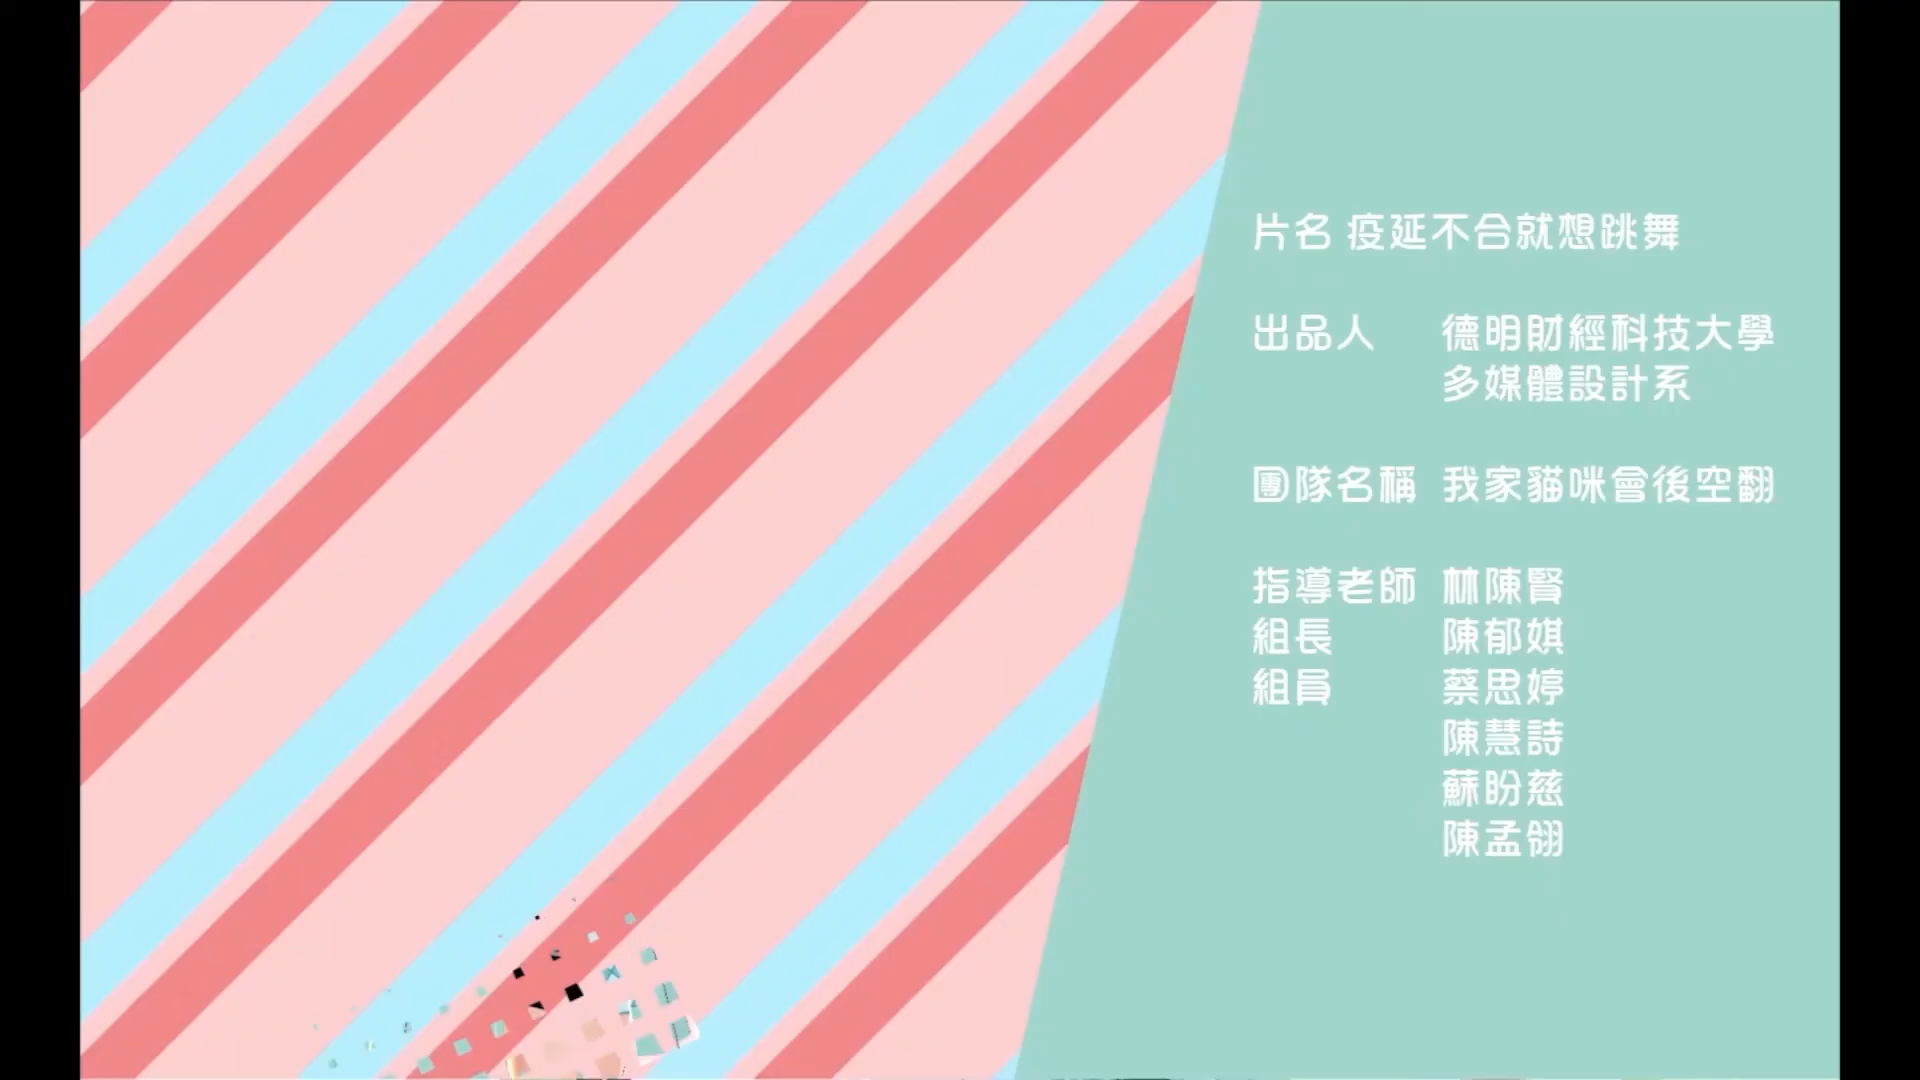 片名 疫延不合就想跳舞
出品人 德明財經科技大學
多媒體設計系
團隊名稱 我家貓咪會後空翻
指導老師 林陳賢
組長 陳郁娸
組員 蔡思婷
陳慧詩
蘇盼慈
陳孟翎